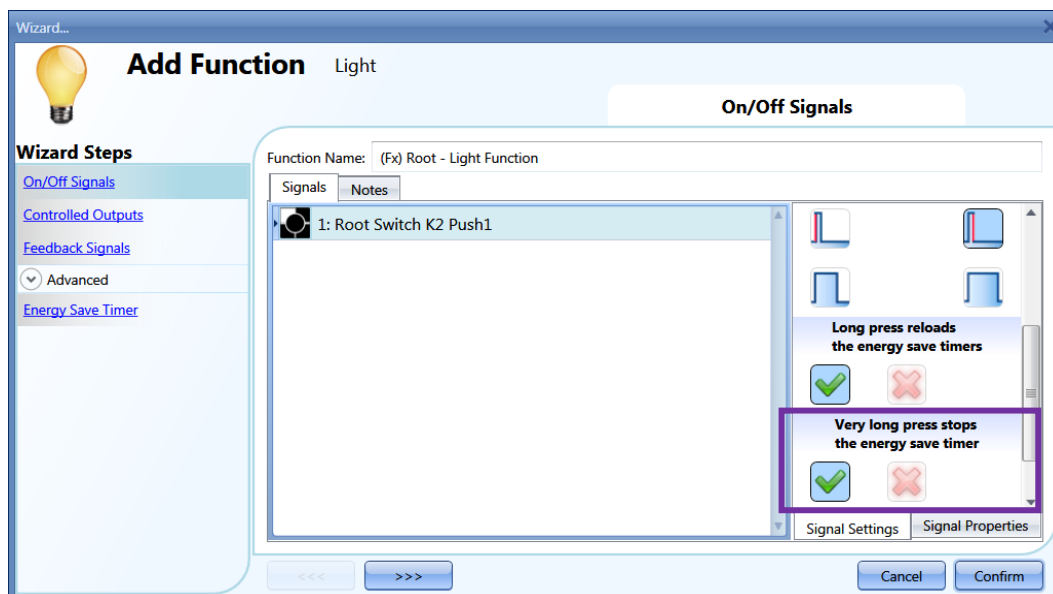 Wizard...
Add Function Light
On/Off Signals
Wizard Steps
On/Off Signals
Controlled Outputs
Feedback Signals
Advanced
Energy Save Timer
Function Name: (Fx) Root - Light Function
Signals Notes
1: Root Switch K2 Push1
Long press reloads
the energy save timers
Very long press stops
the energy save timer
Signal Settings Signal Properties
<<< >>> Cancel Confirm